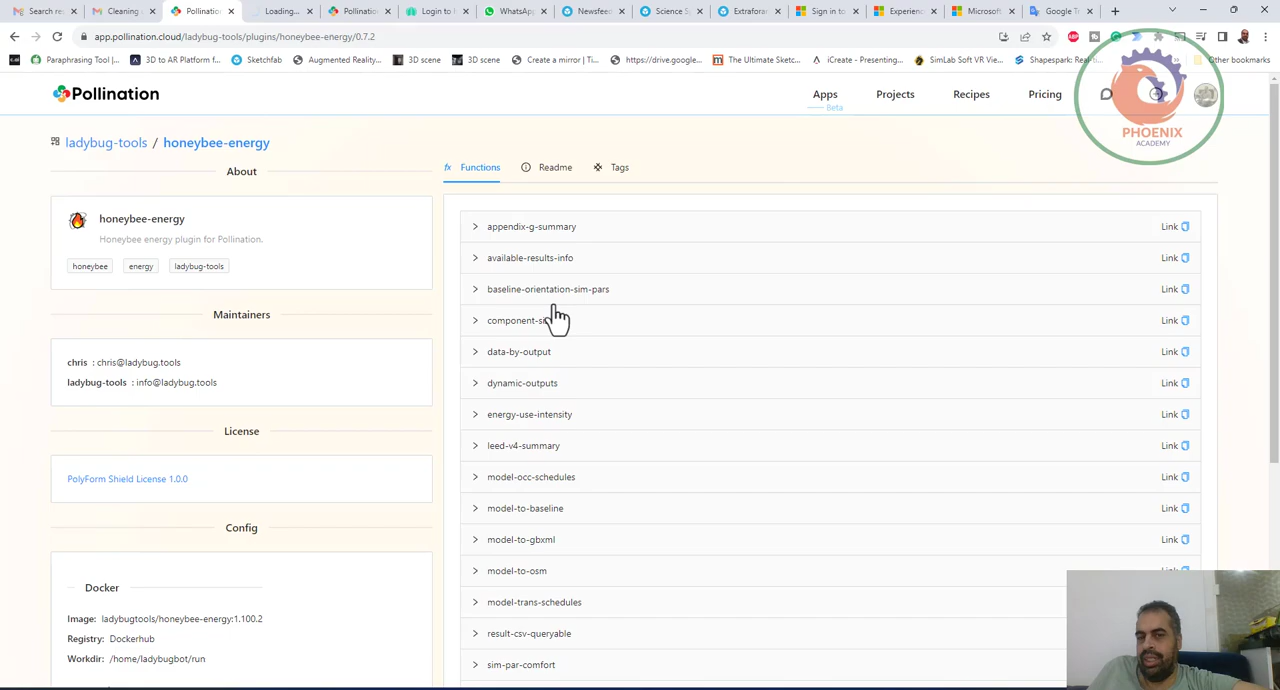 Search res
Cleaning c
Pollination
Loading...
Pollination
Login to I
WhatsApp
Newsfeed
Science S
Extrafora
Sign in to
Experienc
Microsof
Google T
app.pollination.cloud/ladybug-tools/plugins/honeybee-energy/0.7.2
Paraphrasing Tool |...
3D to AR Platform f...
Sketchfab
Augmented Reality...
3D scene
3D scene
Create a mirror | Ti...
https://drive.google...
The Ultimate Sketc...
iCreate - Presenting...
SimLab Soft VR Vie...
Shapespark: Real-
Other bookmarks
Pollination
Apps
Beta
Projects
Recipes
Pricing
PHOENIX
ACADEMY
ladybug-tools / honeybee-energy
About
honeybee-energy
Honeybee energy plugin for Pollination.
honeybee
energy
ladybug-tools
Maintainers
chris : chris@ladybug.tools
ladybug-tools : info@ladybug.tools
License
PolyForm Shield License 1.0.0
Config
Docker
Image: ladybugtools/honeybee-energy:1.100.2
Registry: Dockerhub
Workdir: /home/ladybugbot/run
fx Functions
Readme
Tags
appendix-g-summary Link
available-results-info Link
baseline-orientation-sim-pars Link
component-si Link
data-by-output Link
dynamic-outputs Link
energy-use-intensity Link
leed-v4-summary Link
model-occ-schedules Link
model-to-baseline Link
model-to-gbxml Link
model-to-osm Link
model-trans-schedules
result-csv-queryable
sim-par-comfort